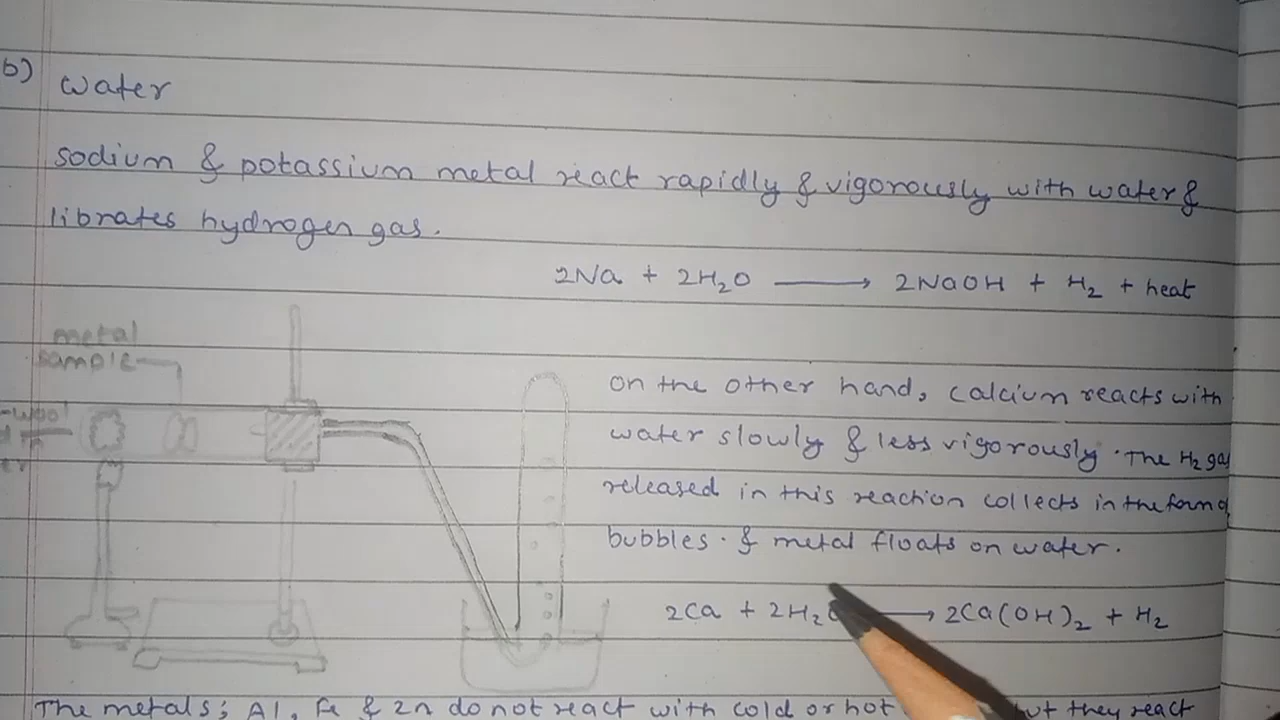 b) water
sodium & potassium metal react rapidly & vigorously with water &
librates hydrogen gas.
2Na + 2H₂O ⟶ 2NaOH + H₂ + heat
metal
sample
on the other hand, calcium reacts with
water slowly & less vigorously. The H₂ gas
released in this reaction collects in the form of
bubbles. & metal floats on water.
2Ca + 2H₂O ⟶ 2Ca(OH)₂ + H₂
The metals; Al, Fe & Zn do not react with cold or hot but they react